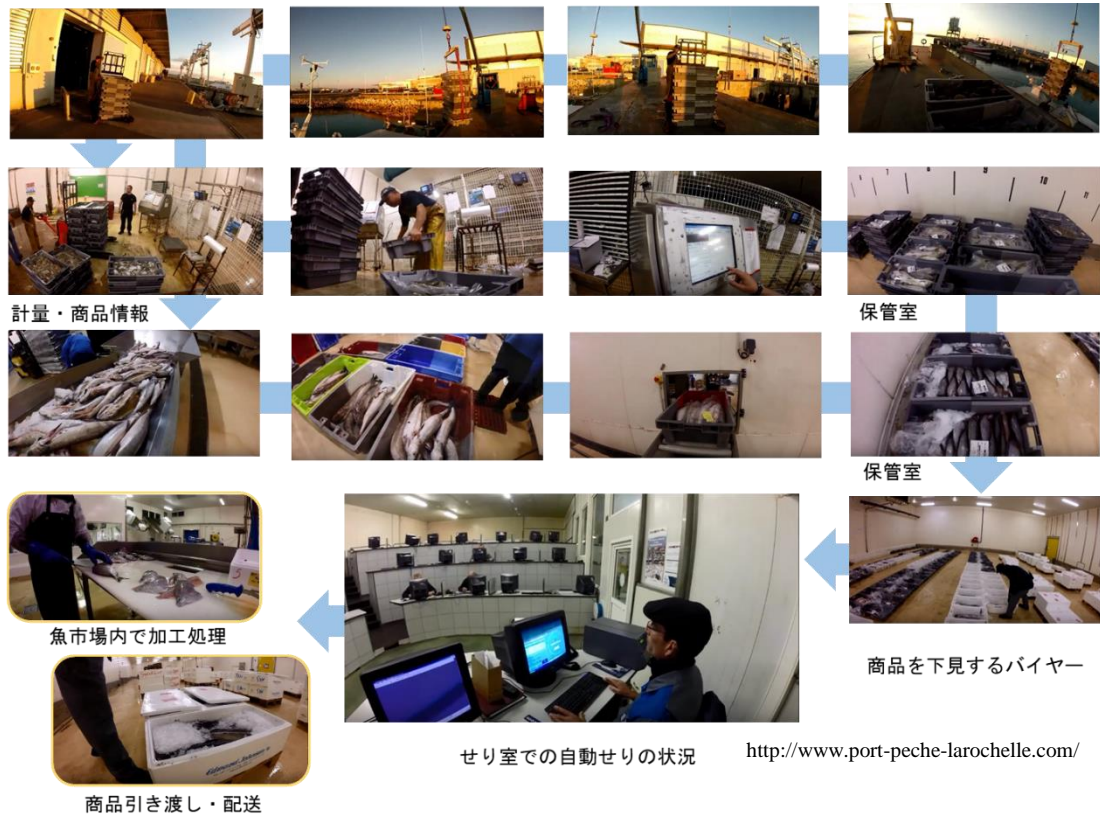 計量・商品情報
保管室
保管室
魚市場内で加工処理
商品を下見するバイヤー
せり室での自動せりの状況
http://www.port-peche-larochelle.com/
商品引き渡し・配送